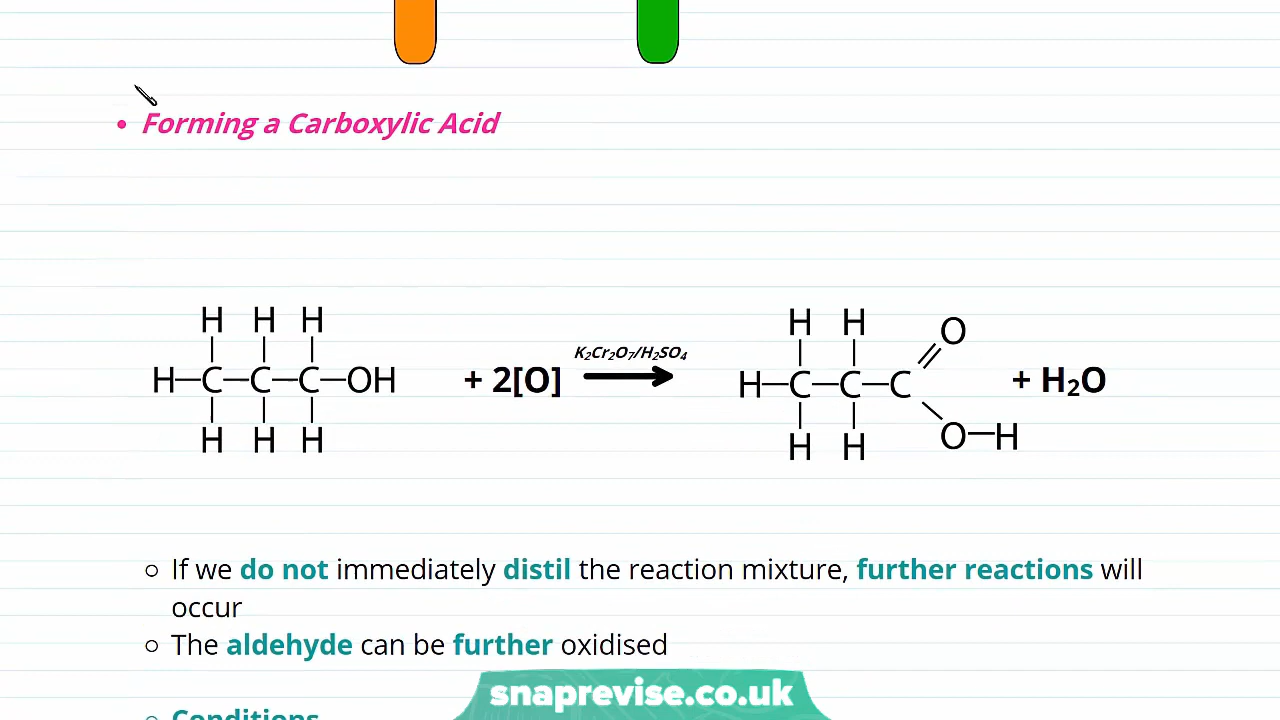 • Forming a Carboxylic Acid
H H H
K₂Cr₂O₇/H₂SO₄
H–C–C–C–OH + 2[O] → H–C–C–C + H₂O
H H H
H H O
H H O–H
○ If we do not immediately distil the reaction mixture, further reactions will
occur
○ The aldehyde can be further oxidised
○ Conditions
snaprevise.co.uk